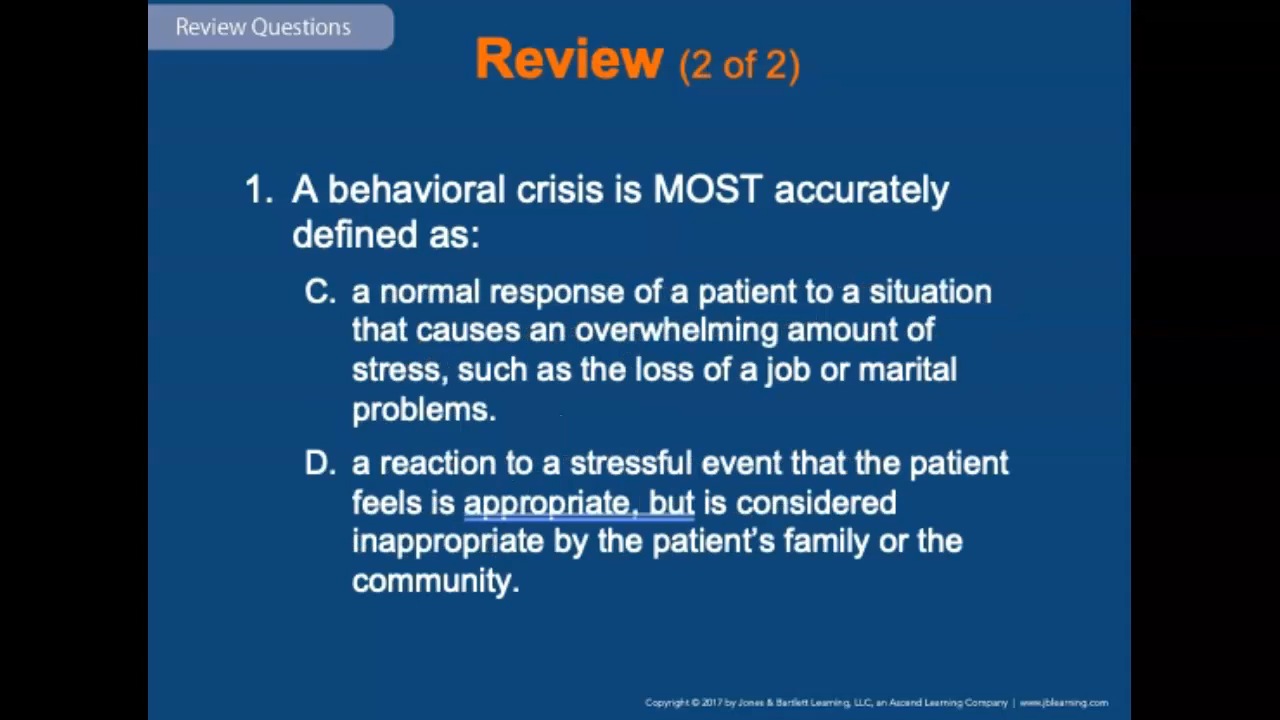 Review Questions
Review (2 of 2)
1. A behavioral crisis is MOST accurately
defined as:
C. a normal response of a patient to a situation
that causes an overwhelming amount of
stress, such as the loss of a job or marital
problems.
D. a reaction to a stressful event that the patient
feels is appropriate, but is considered
inappropriate by the patient's family or the
community.
Copyright © 2017 by Jones & Bartlett Learning, LLC, an Ascend Learning Company | www.jblearning.com